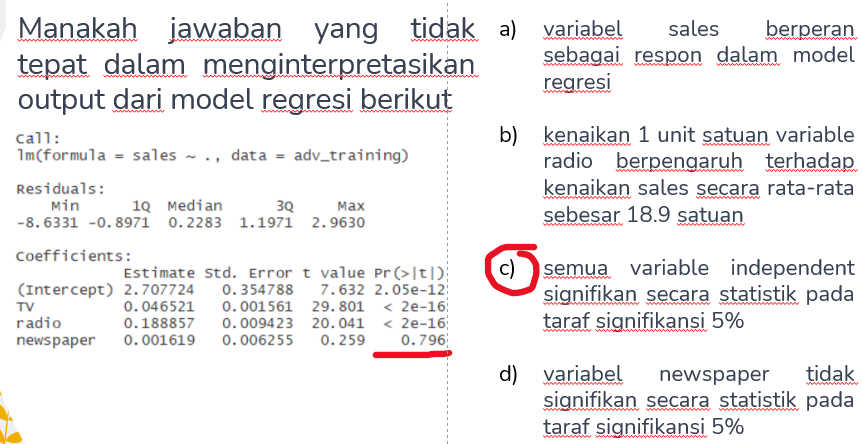 Manakah jawaban yang tidak
tepat dalam menginterpretasikan
output dari model regresi berikut
Call:
lm(formula = sales ~ ., data = adv_training)
Residuals:
Min 1Q Median 3Q Max
-8.6331 -0.8971 0.2283 1.1971 2.9630
Coefficients:
Estimate Std. Error t value Pr(>|t|)
(Intercept) 2.707724 0.354788 7.632 2.05e-12
TV 0.046521 0.001561 29.801 < 2e-16
radio 0.188857 0.009423 20.041 < 2e-16
newspaper 0.001619 0.006255 0.259 0.796
a) variabel sales berperan
sebagai respon dalam model
regresi
b) kenaikan 1 unit satuan variable
radio berpengaruh terhadap
kenaikan sales secara rata-rata
sebesar 18.9 satuan
c) semua variable independent
signifikan secara statistik pada
taraf signifikansi 5%
d) variabel newspaper tidak
signifikan secara statistik pada
taraf signifikansi 5%